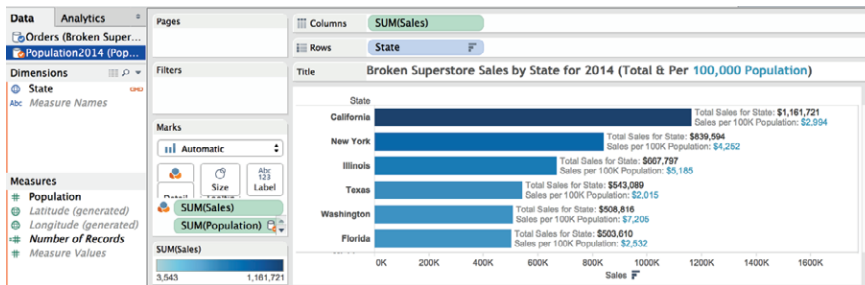 Data
Analytics
Orders (Broken Super...
Population2014 (Pop...
Dimensions
State
Abc Measure Names
Measures
Population
Latitude (generated)
Longitude (generated)
Number of Records
Measure Values
Pages
Filters
Marks
Automatic
Size
Abc
123
Label
SUM(Sales)
SUM(Population)
SUM(Sales)
3,543 1,161,721
Columns SUM(Sales)
Rows State
Title Broken Superstore Sales by State for 2014 (Total & Per 100,000 Population)
State
California Total Sales for State: $1,161,721
Sales per 100K Population: $2,994
New York Total Sales for State: $839,594
Sales per 100K Population: $4,252
Illinois Total Sales for State: $667,797
Sales per 100K Population: $5,185
Texas Total Sales for State: $543,089
Sales per 100K Population: $2,015
Washington Total Sales for State: $508,816
Sales per 100K Population: $7,205
Florida Total Sales for State: $503,610
Sales per 100K Population: $2,532
0K 200K 400K 600K 800K 1000K 1200K 1400K 1600K
Sales